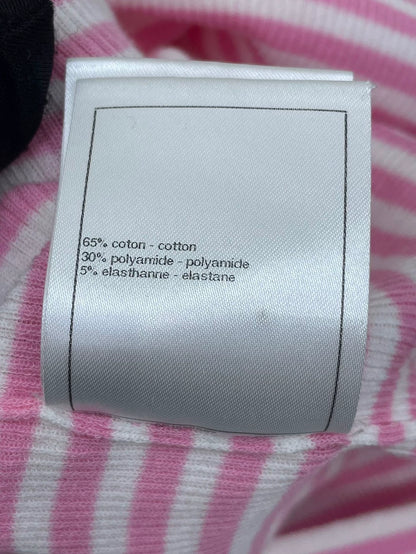 65% coton - cotton
30% polyamide - polyamide
5% elasthanne - elastane